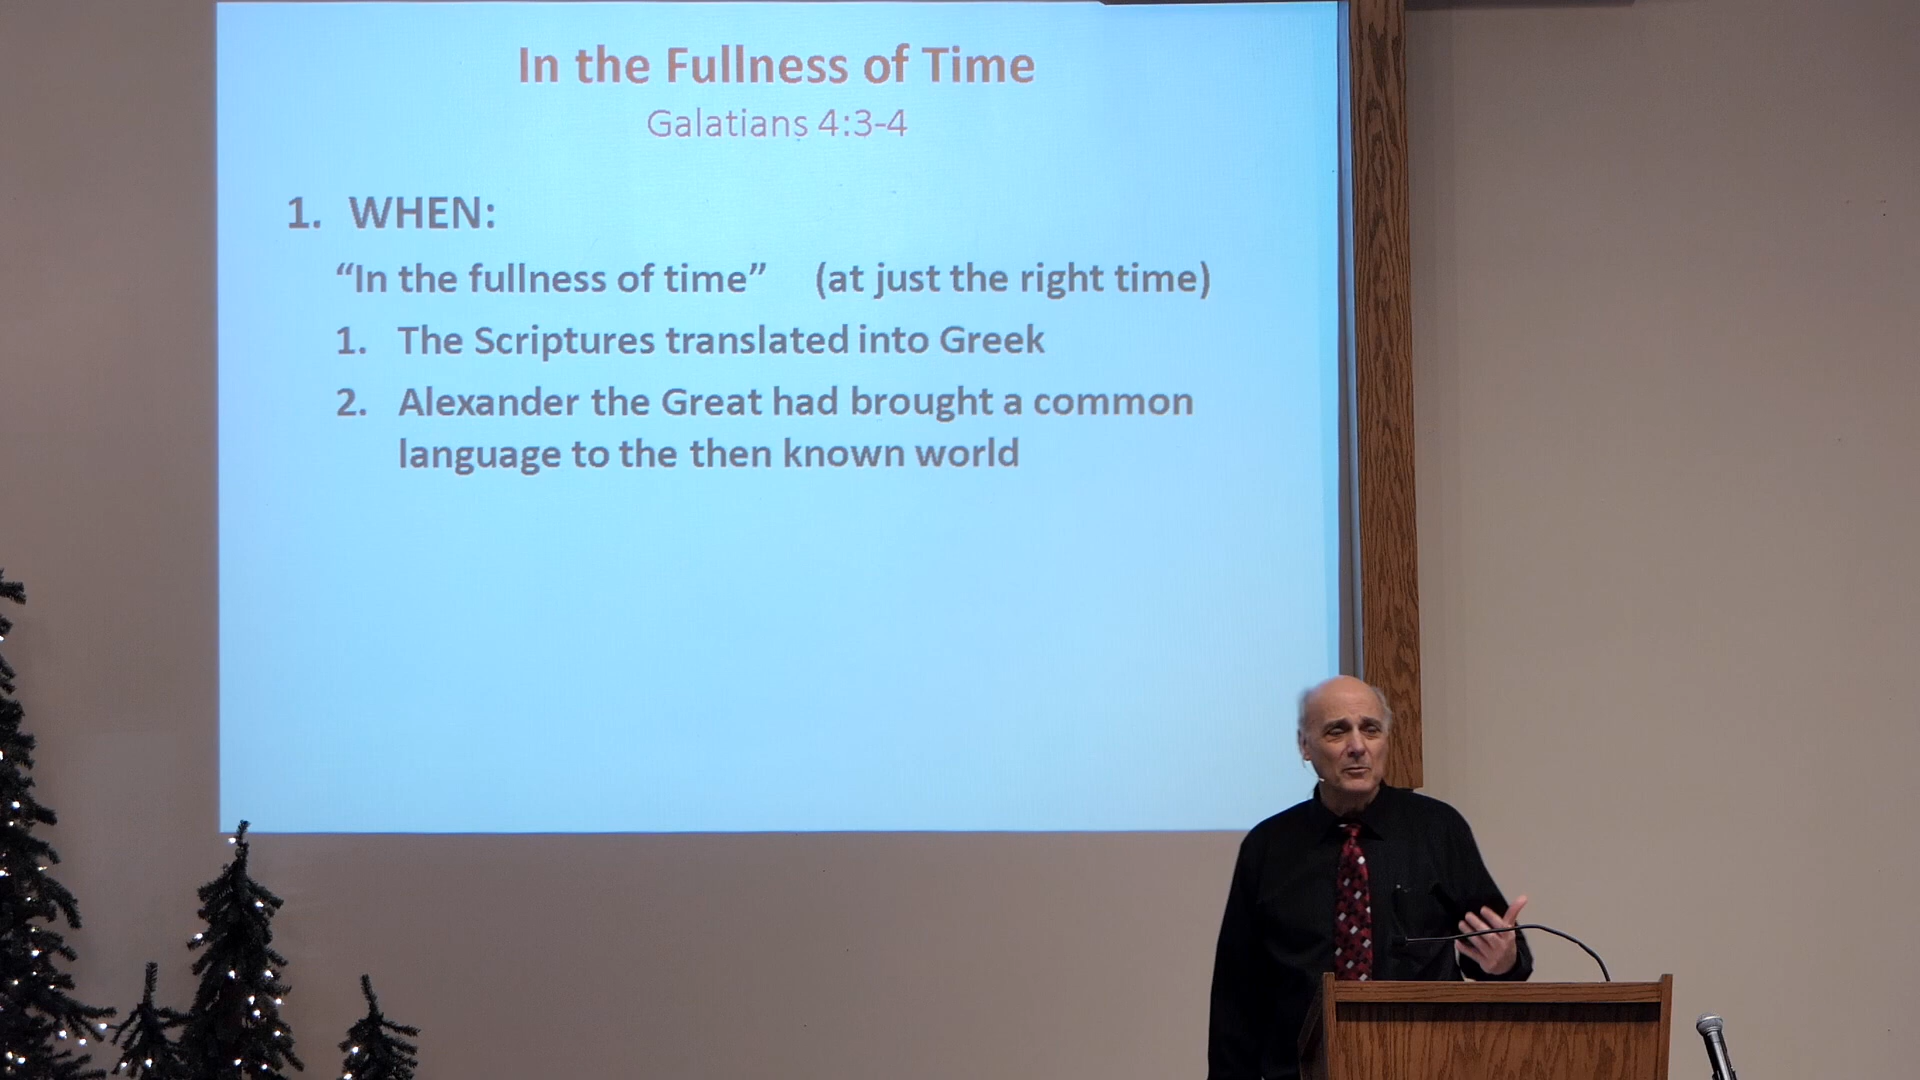 In the Fullness of Time
Galatians 4:3-4
1. WHEN:
“In the fullness of time” (at just the right time)
1. The Scriptures translated into Greek
2. Alexander the Great had brought a common
language to the then known world